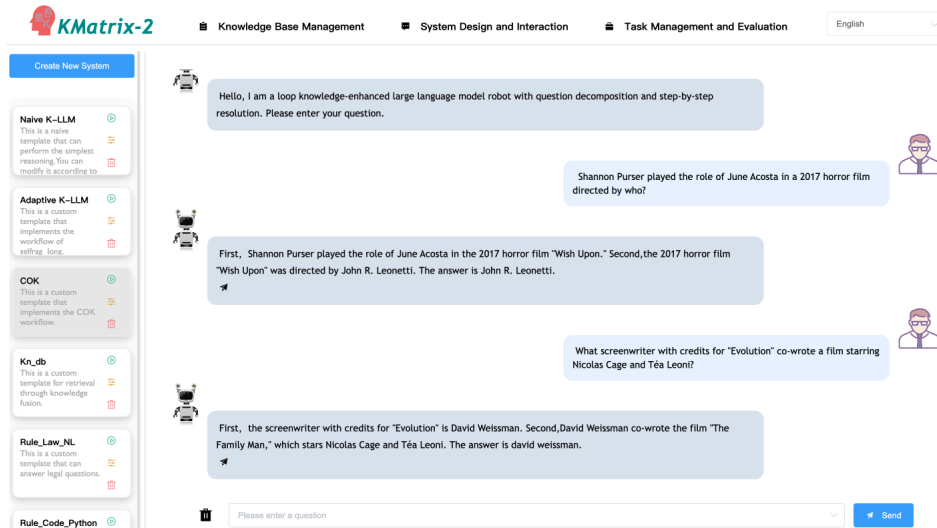 KMatrix-2
Knowledge Base Management
System Design and Interaction
Task Management and Evaluation
English
Create New System
Naive K-LLM
This is a naive
template that can
perform the simplest
reasoning.You can
modify it according to
Adaptive K-LLM
This is a custom
template that
implements the
workflow of
selfrag_long.
COK
This is a custom
template that
implements the COK
workflow.
Kn_db
This is a custom
template for retrieval
through knowledge
fusion.
Rule_Law_NL
This is a custom
template that can
answer legal questions.
Rule_Code_Python
Hello, I am a loop knowledge-enhanced large language model robot with question decomposition and step-by-step
resolution. Please enter your question.
Shannon Purser played the role of June Acosta in a 2017 horror film
directed by who?
First, Shannon Purser played the role of June Acosta in the 2017 horror film "Wish Upon." Second,the 2017 horror film
"Wish Upon" was directed by John R. Leonetti. The answer is John R. Leonetti.
What screenwriter with credits for "Evolution" co-wrote a film starring
Nicolas Cage and Téa Leoni?
First, the screenwriter with credits for "Evolution" is David Weissman. Second,David Weissman co-wrote the film "The
Family Man," which stars Nicolas Cage and Téa Leoni. The answer is david weissman.
Please enter a question
Send